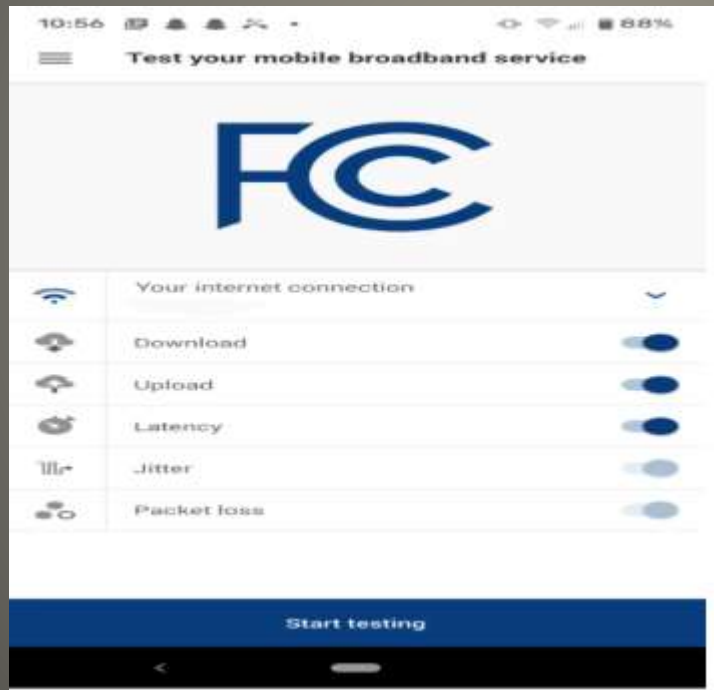 10:56 88%
Test your mobile broadband service
FCC
Your internet connection
Download
Upload
Latency
Jitter
Packet loss
Start testing